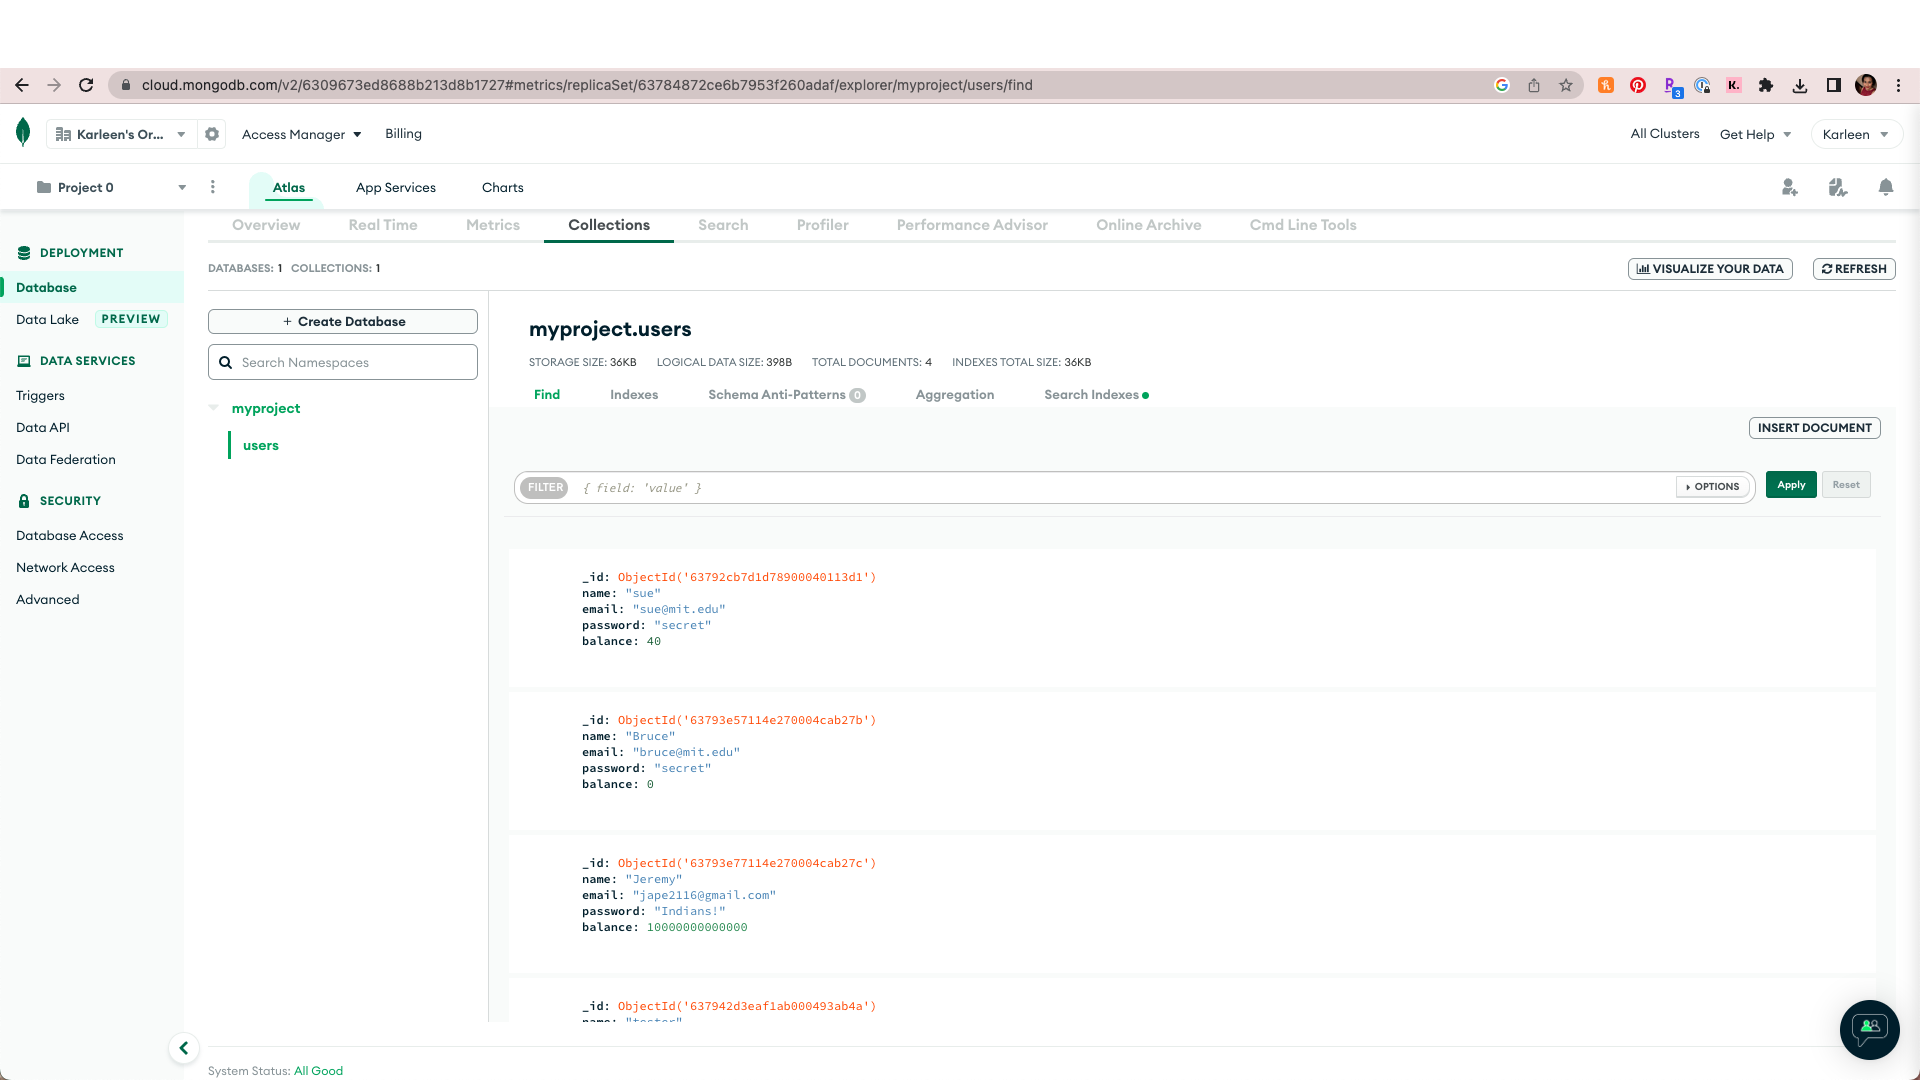 cloud.mongodb.com/v2/6309673ed8688b213d8b1727#metrics/replicaSet/63784872ce6b7953f260adaf/explorer/myproject/users/find
3
K.
Karleen's Or... Access Manager Billing All Clusters Get Help Karleen
Project 0 Atlas App Services Charts
Overview Real Time Metrics Collections Search Profiler Performance Advisor Online Archive Cmd Line Tools
DEPLOYMENT
Database
Data Lake PREVIEW
DATA SERVICES
Triggers
Data API
Data Federation
SECURITY
Database Access
Network Access
Advanced
DATABASES: 1 COLLECTIONS: 1
VISUALIZE YOUR DATA REFRESH
+ Create Database
Search Namespaces
myproject
users
myproject.users
STORAGE SIZE: 36KB LOGICAL DATA SIZE: 398B TOTAL DOCUMENTS: 4 INDEXES TOTAL SIZE: 36KB
Find Indexes Schema Anti-Patterns 0 Aggregation Search Indexes
INSERT DOCUMENT
FILTER { field: 'value' } OPTIONS Apply Reset
_id: ObjectId('63792cb7d1d78900040113d1')
name: "sue"
email: "sue@mit.edu"
password: "secret"
balance: 40
_id: ObjectId('63793e57114e270004cab27b')
name: "Bruce"
email: "bruce@mit.edu"
password: "secret"
balance: 0
_id: ObjectId('63793e77114e270004cab27c')
name: "Jeremy"
email: "jape2116@gmail.com"
password: "Indians!"
balance: 10000000000000
_id: ObjectId('637942d3eaf1ab000493ab4a')
name: "tester"
System Status: All Good